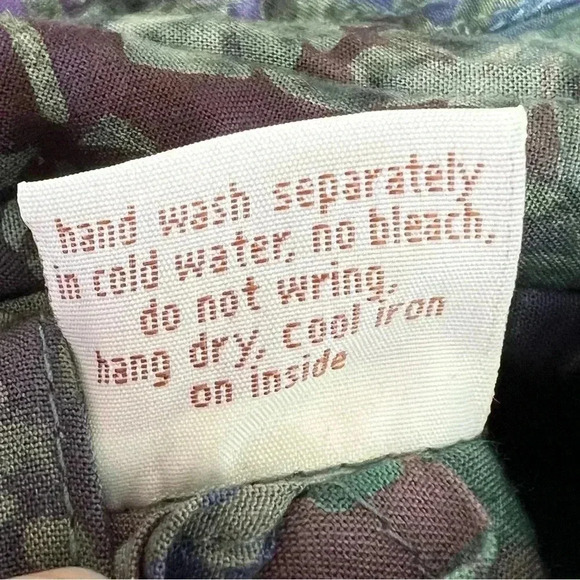 hand wash separately
in cold water, no bleach,
do not wring,
hang dry, cool iron
on inside